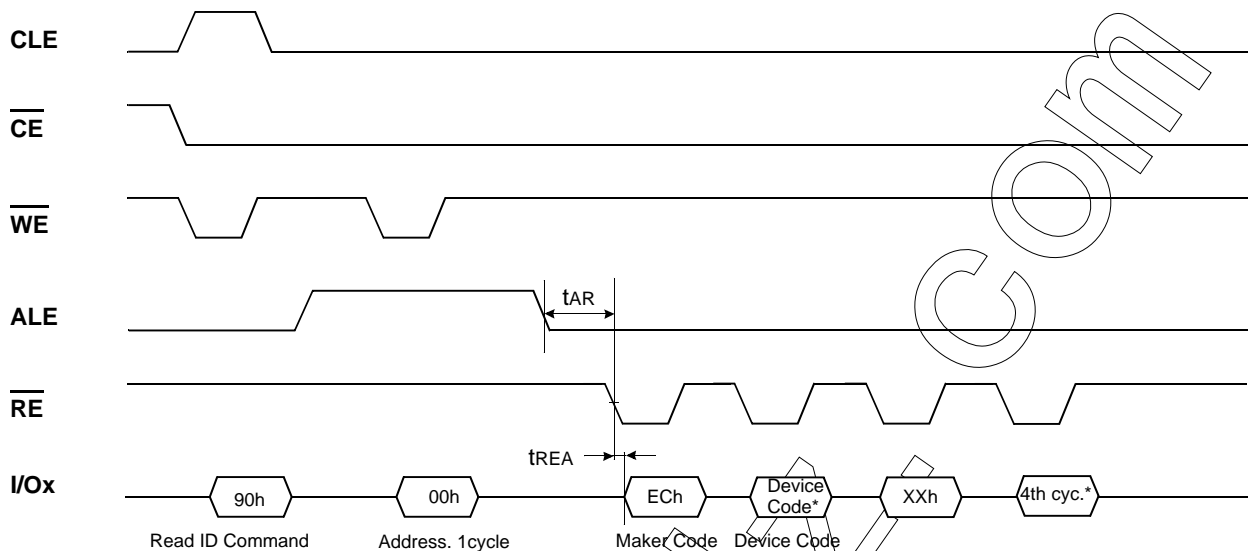 CLE
CE
WE
ALE
tAR
RE
tREA
I/Ox
90h
00h
ECh
Device
Code*
XXh
4th cyc.*
Read ID Command
Address. 1cycle
Maker Code
Device Code
com